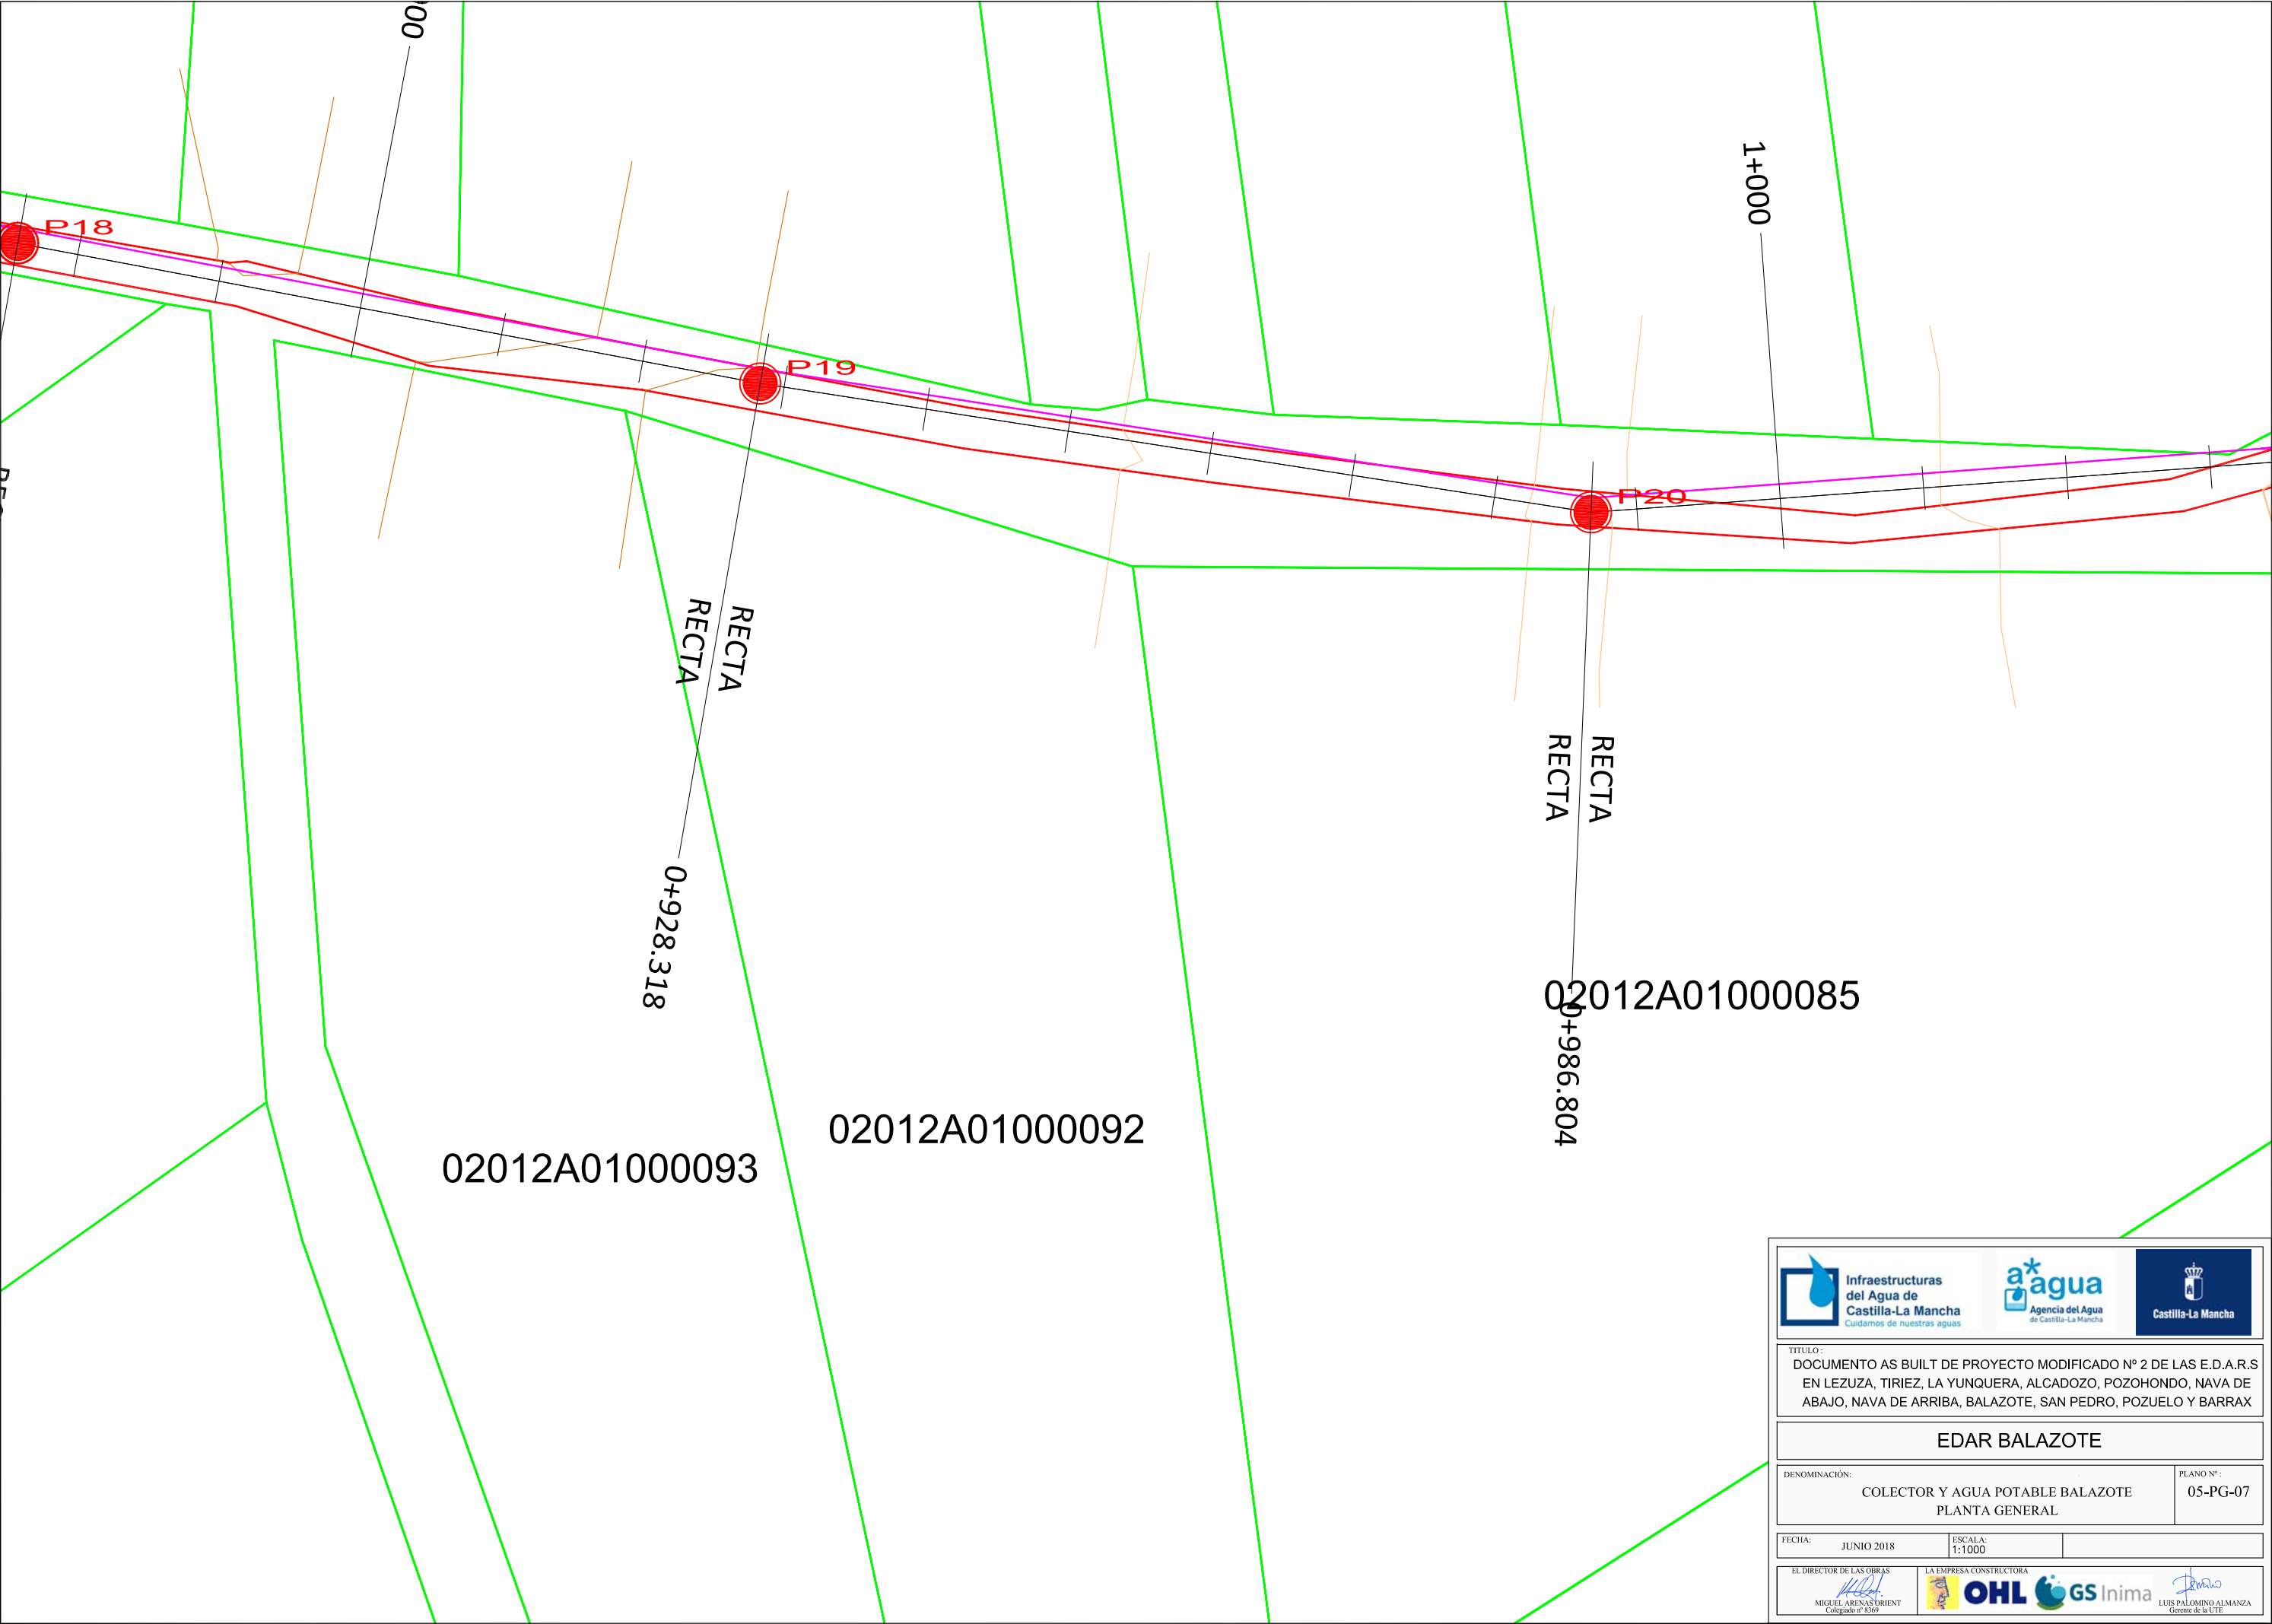 00
P18
P19
1+000
P20
RECTA
RECTA
RECTA
RECTA
0+928.318
02012A01000085
0+986.804
02012A01000092
02012A01000093
Infraestructuras
del Agua de
Castilla-La Mancha
Cuidamos de nuestras aguas
a*agua
Agencia del Agua
de Castilla-La Mancha
Castilla-La Mancha
TITULO :
DOCUMENTO AS BUILT DE PROYECTO MODIFICADO Nº 2 DE LAS E.D.A.R.S
EN LEZUZA, TIRIEZ, LA YUNQUERA, ALCADOZO, POZOHONDO, NAVA DE
ABAJO, NAVA DE ARRIBA, BALAZOTE, SAN PEDRO, POZUELO Y BARRAX
EDAR BALAZOTE
DENOMINACIÓN:
COLECTOR Y AGUA POTABLE BALAZOTE
PLANTA GENERAL
PLANO Nº :
05-PG-07
FECHA:
JUNIO 2018
ESCALA:
1:1000
EL DIRECTOR DE LAS OBRAS
MIGUEL ARENAS ORIENT
Colegiado nº 8369
LA EMPRESA CONSTRUCTORA
OHL
GS Inima
LUIS PALOMINO ALMANZA
Gerente de la UTE